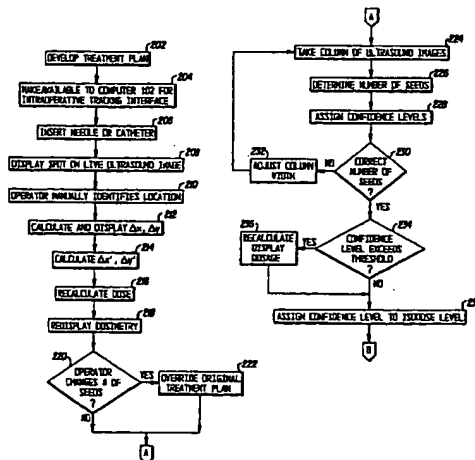 202
DEVELOP TREATMENT PLAN
204
MAKE AVAILABLE TO COMPUTER 102 FOR
INTRAOPERATIVE TRACKING INTERFACE
206
INSERT NEEDLE OR CATHETER
208
DISPLAY SPOT ON LIVE ULTRASOUND IMAGE
210
OPERATOR MANUALLY IDENTIFIES LOCATION
212
CALCULATE AND DISPLAY Δx, Δy
214
CALCULATE Δx', Δy'
216
RECALCULATE DOSE
218
REDISPLAY DOSIMETRY
220
OPERATOR
CHANGES # OF
SEEDS
?
YES
222
OVERRIDE ORIGINAL
TREATMENT PLAN
NO
A
A
224
TAKE COLUMN OF ULTRASOUND IMAGES
226
DETERMINE NUMBER OF SEEDS
228
ASSIGN CONFIDENCE LEVELS
230
CORRECT
NUMBER OF
SEEDS
?
NO
232
ADJUST COLUMN
WIDTH
YES
234
CONFIDENCE
LEVEL EXCEEDS
THRESHOLD
?
YES
236
RECALCULATE
DISPLAY
DOSAGE
NO
ASSIGN CONFIDENCE LEVEL TO ISODOSE LEVEL
B